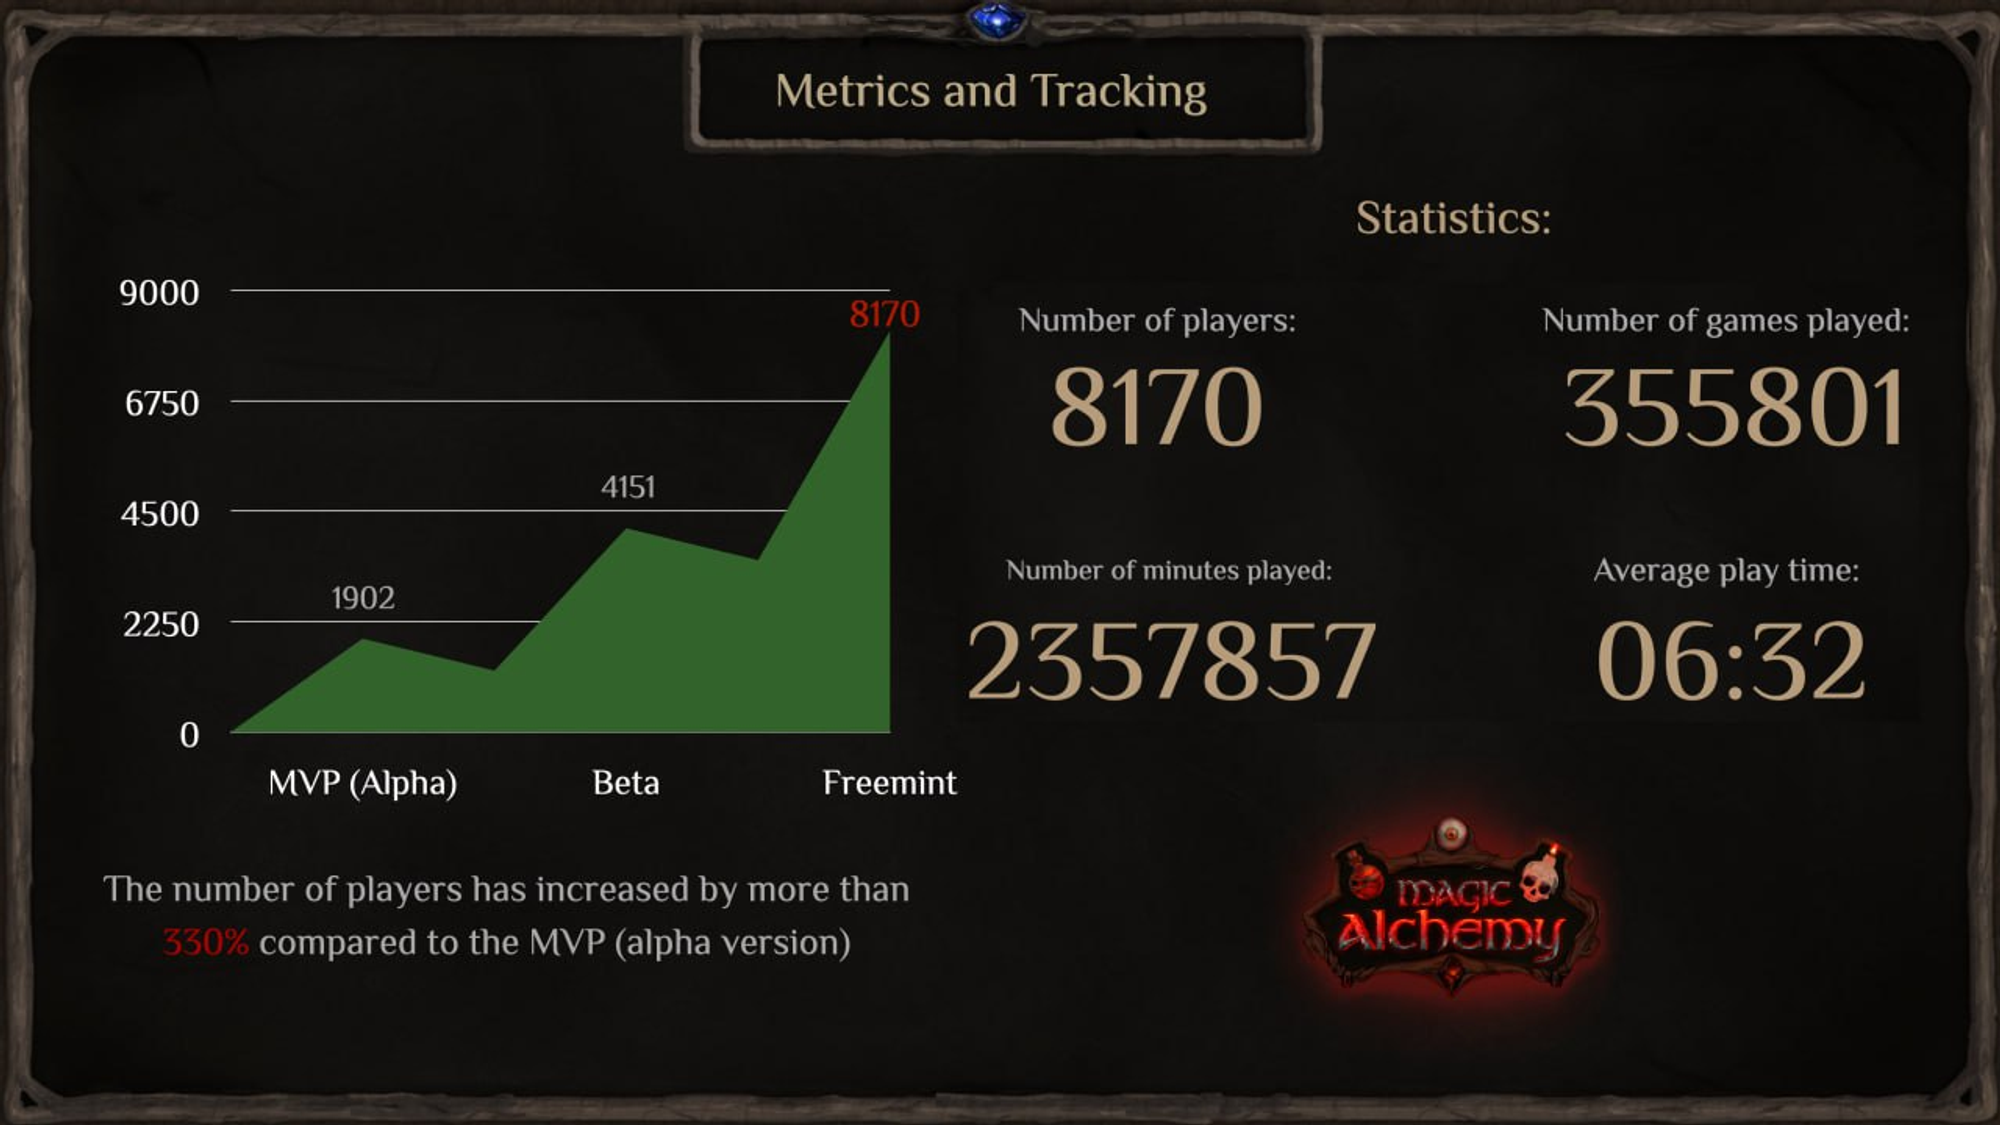 Metrics and Tracking
9000
6750
4500
2250
0
1902
4151
8170
MVP (Alpha)
Beta
Freemint
The number of players has increased by more than
330% compared to the MVP (alpha version)
Statistics:
Number of players:
8170
Number of games played:
355801
Number of minutes played:
2357857
Average play time:
06:32
MAGIC
Alchemy